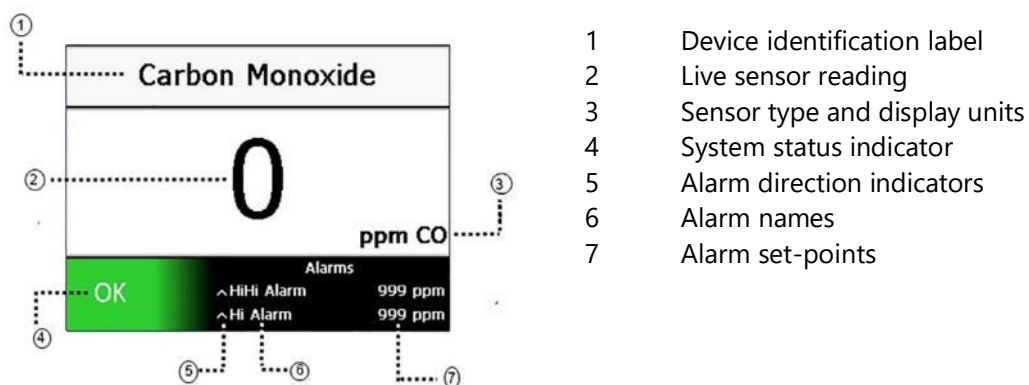 1
Carbon Monoxide
2
0
3
ppm CO
OK
Alarms
^HiHi Alarm 999 ppm
^Hi Alarm 999 ppm
4
5
6
7
1 Device identification label
2 Live sensor reading
3 Sensor type and display units
4 System status indicator
5 Alarm direction indicators
6 Alarm names
7 Alarm set-points